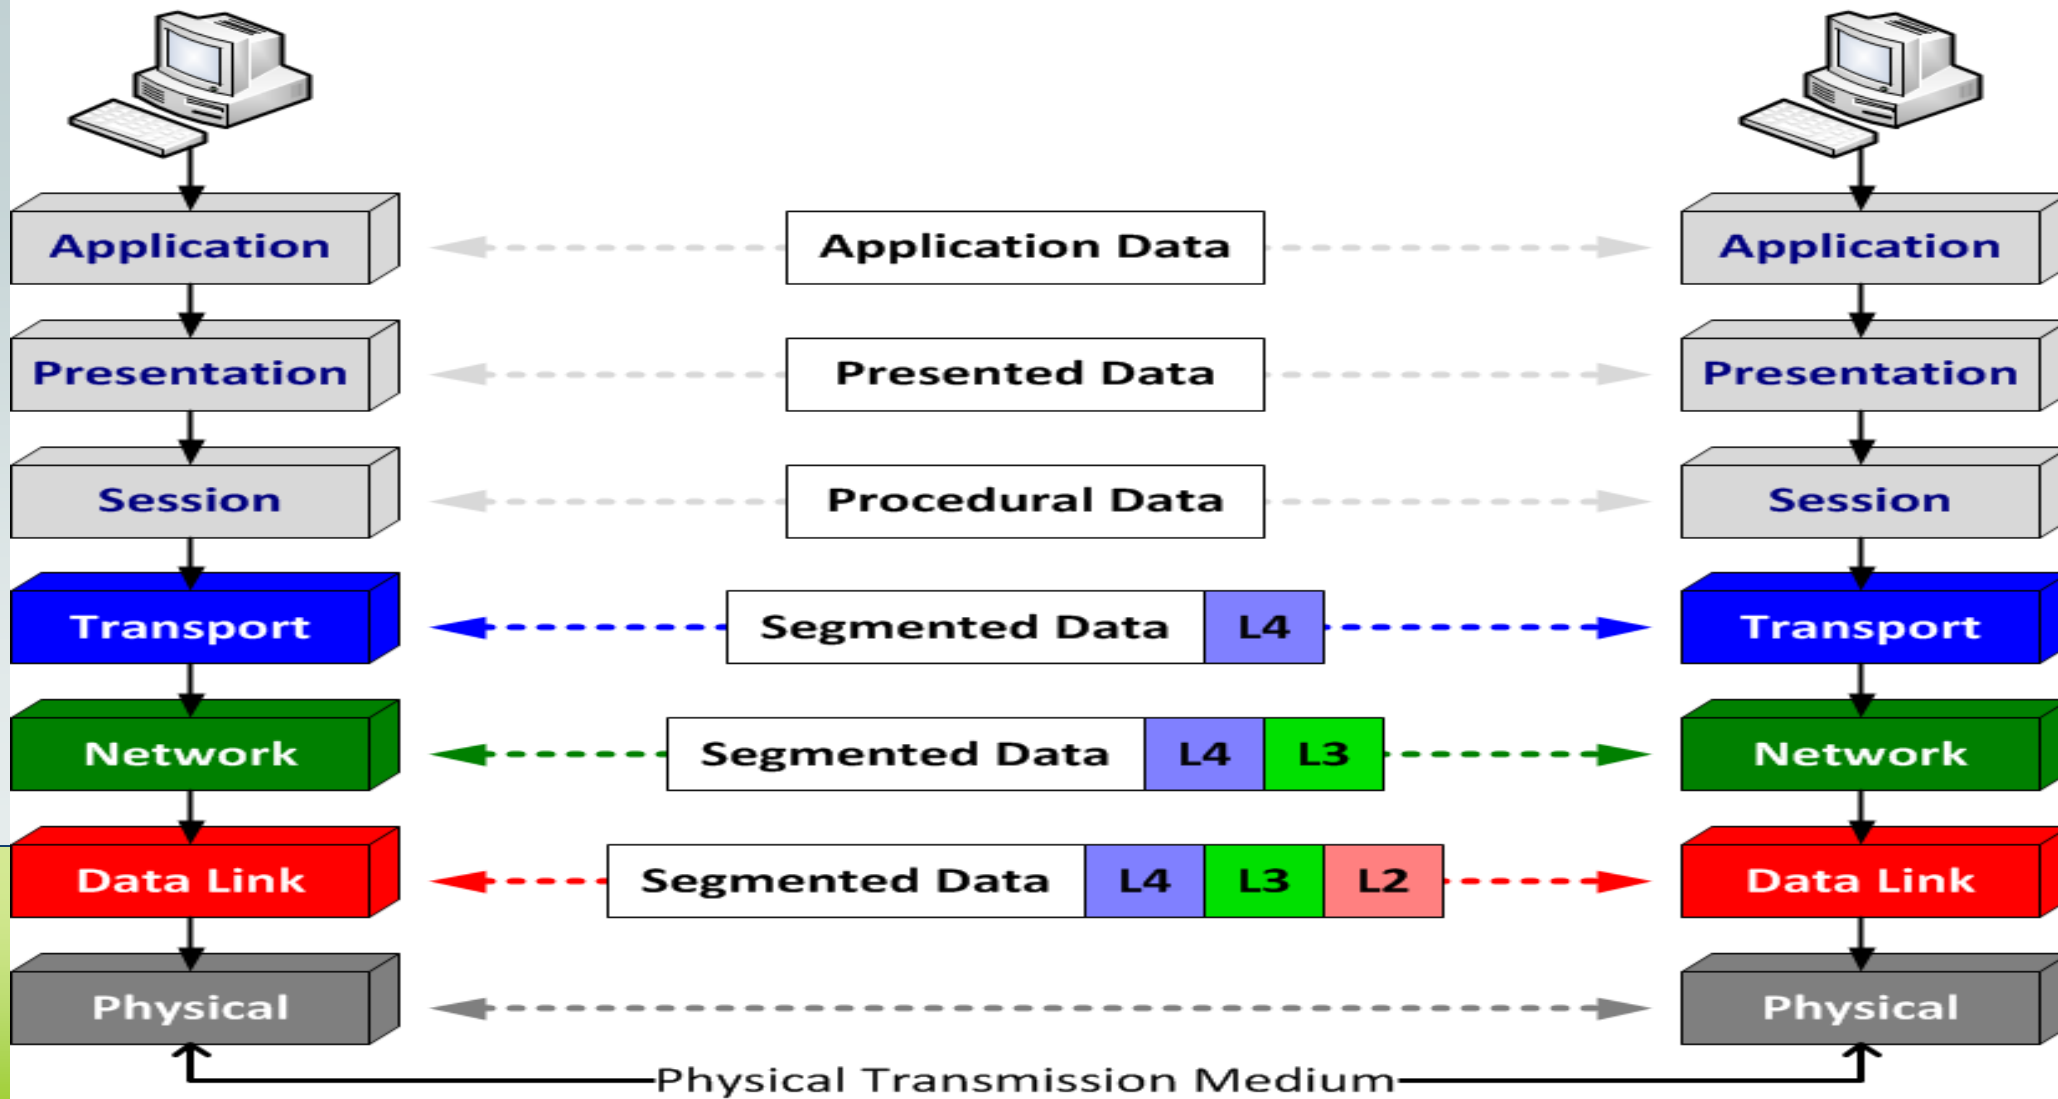 Application Application Data Application
Presentation Presented Data Presentation
Session Procedural Data Session
Transport Segmented Data L4 Transport
Network Segmented Data L4 L3 Network
Data Link Segmented Data L4 L3 L2 Data Link
Physical Physical
Physical Transmission Medium